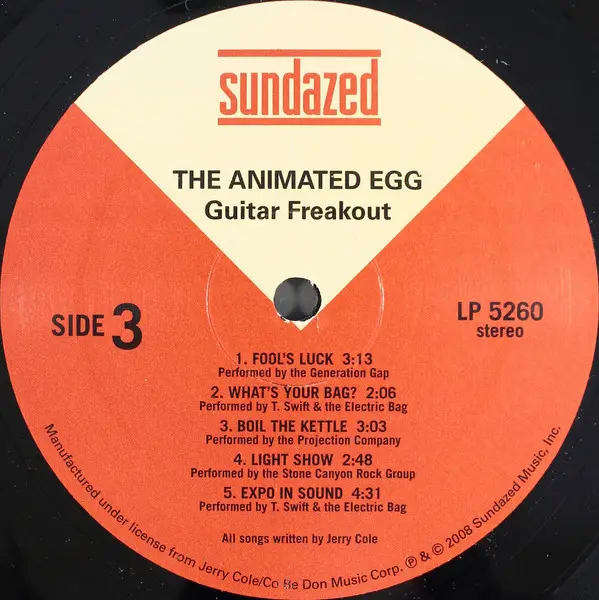 sundazed
THE ANIMATED EGG
Guitar Freakout
SIDE 3
LP 5260
stereo
1. FOOL'S LUCK 3:13
Performed by the Generation Gap
2. WHAT'S YOUR BAG? 2:06
Performed by T. Swift & the Electric Bag
3. BOIL THE KETTLE 3:03
Performed by the Projection Company
4. LIGHT SHOW 2:48
Performed by the Stone Canyon Rock Group
5. EXPO IN SOUND 4:31
Performed by T. Swift & the Electric Bag
All songs written by Jerry Cole
Manufactured under license from Jerry Cole/Co Be Don Music Corp. ℗ & © 2008 Sundazed Music, Inc.